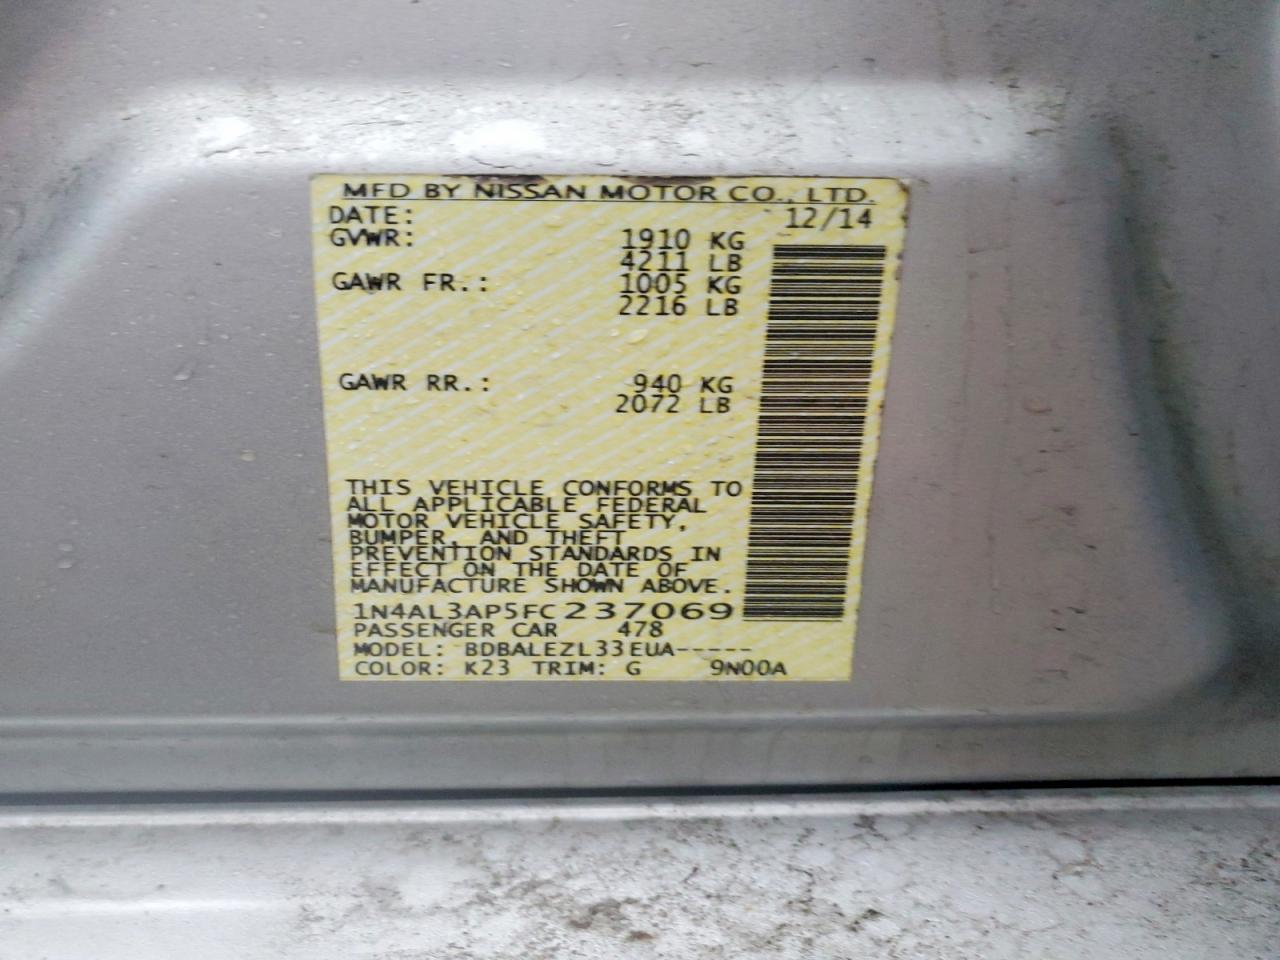 MFD BY NISSAN MOTOR CO., LTD.
DATE: 12/14
GVWR: 1910 KG
4211 LB
GAWR FR.: 1005 KG
2216 LB
GAWR RR.: 940 KG
2072 LB
THIS VEHICLE CONFORMS TO
ALL APPLICABLE FEDERAL
MOTOR VEHICLE SAFETY,
BUMPER, AND THEFT
PREVENTION STANDARDS IN
EFFECT ON THE DATE OF
MANUFACTURE SHOWN ABOVE.
1N4AL3AP5FC237069
PASSENGER CAR 478
MODEL: BDBALEZL33EUA-----
COLOR: K23 TRIM: G 9N00A